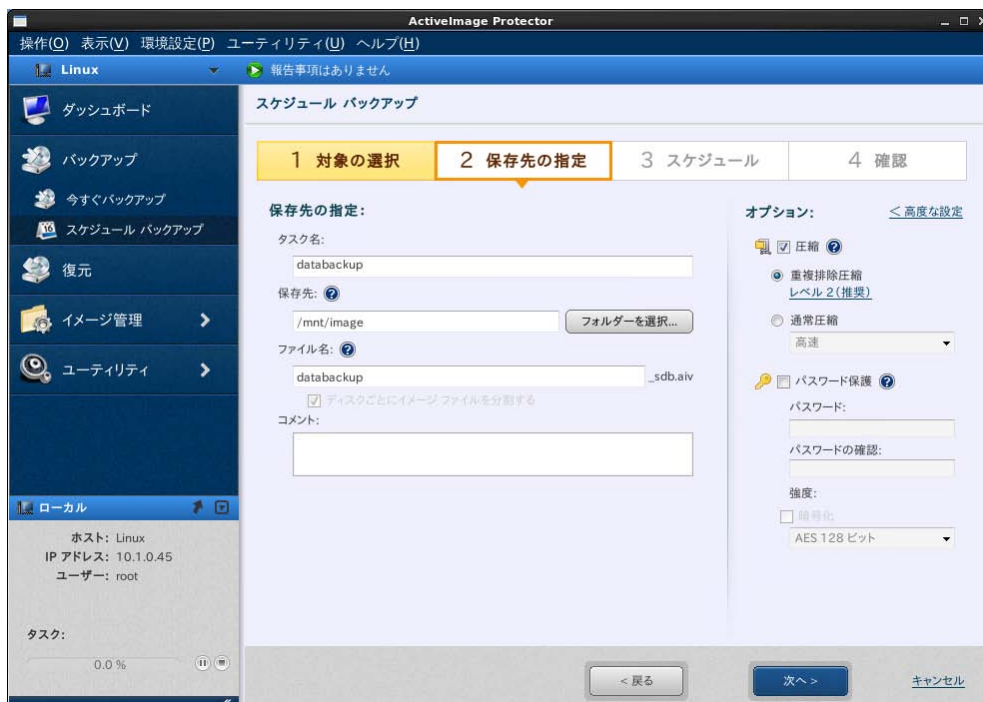 ActiveImage Protector
操作(O) 表示(V) 環境設定(P) ユーティリティ(U) ヘルプ(H)
Linux
報告事項はありません
ダッシュボード
バックアップ
今すぐバックアップ
16
スケジュール バックアップ
復元
イメージ管理
ユーティリティ
ローカル
ホスト: Linux
IP アドレス: 10.1.0.45
ユーザー: root
タスク:
0.0 %
スケジュール バックアップ
1 対象の選択
2 保存先の指定
3 スケジュール
4 確認
保存先の指定:
タスク名:
databackup
保存先:
/mnt/image
フォルダーを選択...
ファイル名:
databackup
_sdb.aiv
ディスクごとにイメージ ファイルを分割する
コメント:
オプション:
< 高度な設定
圧縮
重複排除圧縮
レベル 2(推奨)
通常圧縮
高速
パスワード保護
パスワード:
パスワードの確認:
強度:
暗号化
AES 128 ビット
< 戻る
次へ >
キャンセル